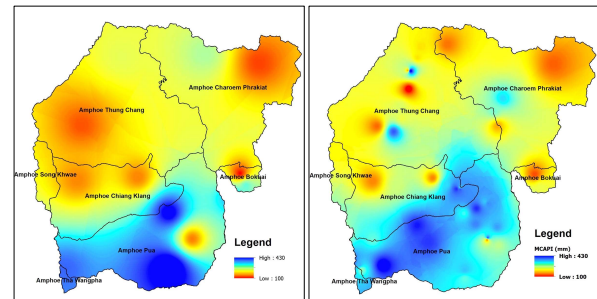 Amphoe Charoem Phrakiat
Amphoe Thung Chang
Amphoe Song Khwae
Amphoe Bokuai
Amphoe Chiang Klang
Amphoe Pua
Amphoe Tha Wangpha
Legend
High : 430
Low : 100
Amphoe Charoem Phrakiat
Amphoe Thung Chang
Amphoe Song Khwae
Amphoe Bokuai
Amphoe Chiang Klang
Amphoe Pua
Amphoe Tha Wangpha
Legend
MCAPI (mm)
High : 430
Low : 100